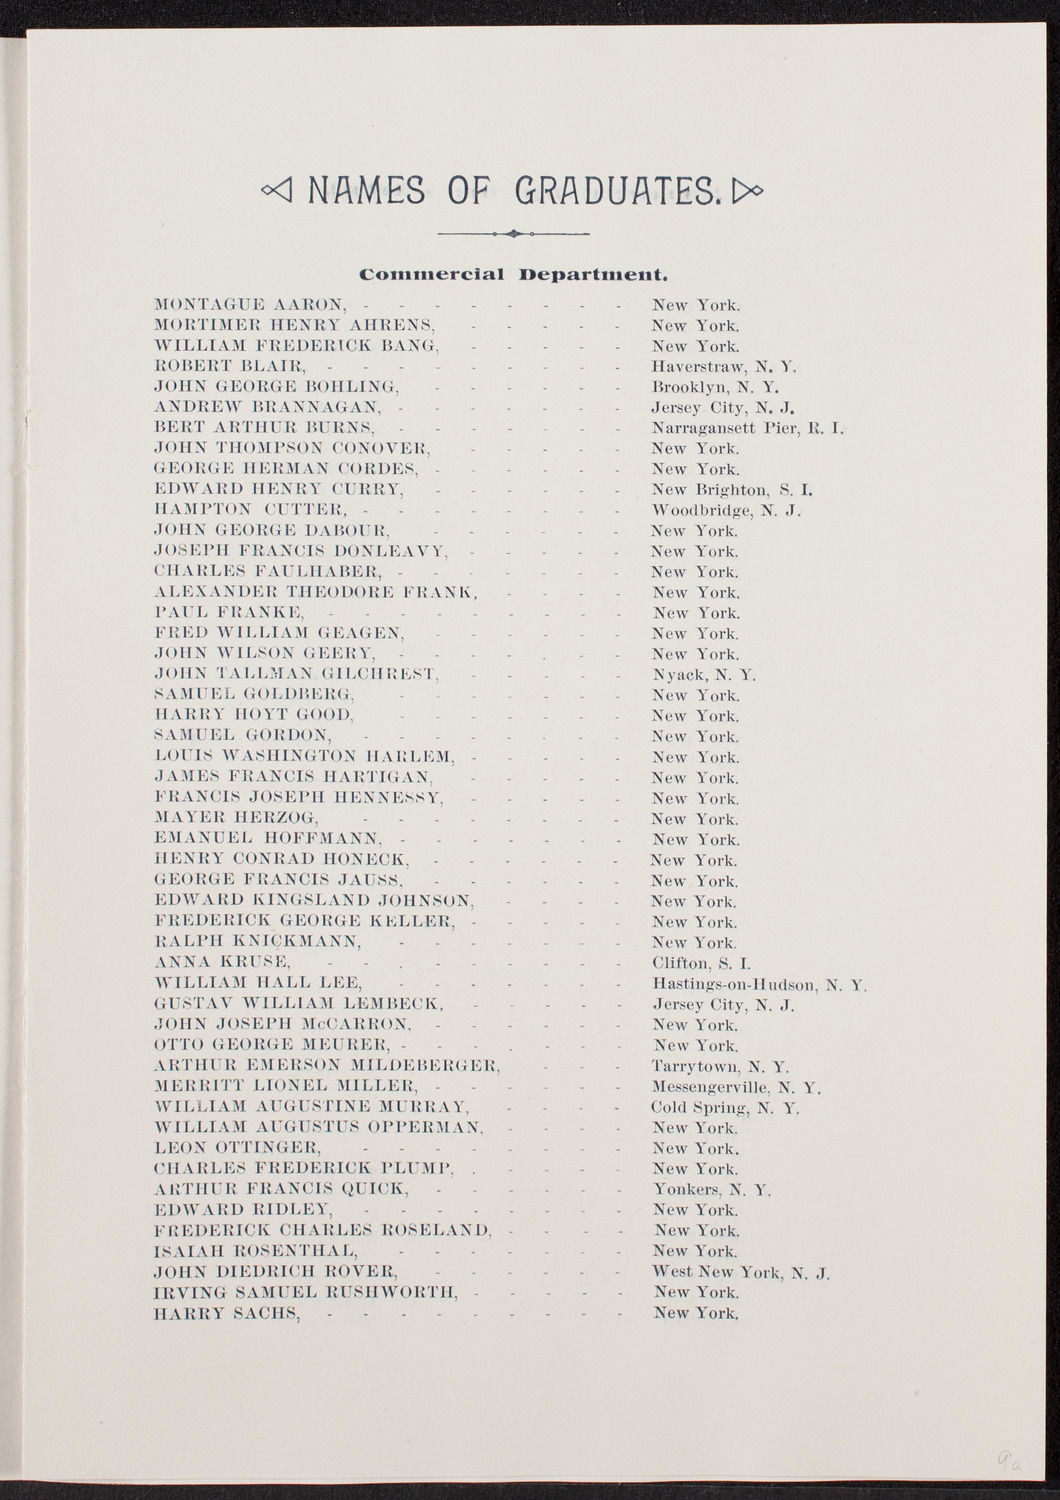 NAMES OF GRADUATES.
Commercial Department.
MONTAGUE AARON, - - - - - - - - New York.
MORTIMER HENRY AHRENS, - - - - - New York.
WILLIAM FREDERICK BANG, - - - - - New York.
ROBERT BLAIR, - - - - - - - - - Haverstraw, N. Y.
JOHN GEORGE BOHLING, - - - - - - Brooklyn, N. Y.
ANDREW BRANNAGAN, - - - - - - - Jersey City, N. J.
BERT ARTHUR BURNS, - - - - - - - Narragansett Pier, R. I.
JOHN THOMPSON CONOVER, - - - - - New York.
GEORGE HERMAN CORDES, - - - - - - New York.
EDWARD HENRY CURRY, - - - - - - New Brighton, S. I.
HAMPTON CUTTER, - - - - - - - - Woodbridge, N. J.
JOHN GEORGE DABOUR, - - - - - - New York.
JOSEPH FRANCIS DONLEAVY, - - - - - New York.
CHARLES FAULHABER, - - - - - - - New York.
ALEXANDER THEODORE FRANK, - - - - New York.
PAUL FRANKE, - - - - - - - - - New York.
FRED WILLIAM GEAGEN, - - - - - - New York.
JOHN WILSON GEERY, - - - - - - - New York.
JOHN TALLMAN GILCHREST, - - - - - Nyack, N. Y.
SAMUEL GOLDBERG, - - - - - - - New York.
HARRY HOYT GOOD, - - - - - - - New York.
SAMUEL GORDON, - - - - - - - - New York.
LOUIS WASHINGTON HARLEM, - - - - - New York.
JAMES FRANCIS HARTIGAN, - - - - - New York.
FRANCIS JOSEPH HENNESSY, - - - - - New York.
MAYER HERZOG, - - - - - - - - New York.
EMANUEL HOFFMANN, - - - - - - - New York.
HENRY CONRAD HONECK, - - - - - - New York.
GEORGE FRANCIS JAUSS, - - - - - - New York.
EDWARD KINGSLAND JOHNSON, - - - - New York.
FREDERICK GEORGE KELLER, - - - - - New York.
RALPH KNICKMANN, - - - - - - - New York.
ANNA KRUSE, - - - - - - - - - Clifton, S. I.
WILLIAM HALL LEE, - - - - - - - Hastings-on-Hudson, N. Y.
GUSTAV WILLIAM LEMBECK, - - - - - Jersey City, N. J.
JOHN JOSEPH McCARRON, - - - - - - New York.
OTTO GEORGE MEURER, - - - - - - - New York.
ARTHUR EMERSON MILDEBERGER, - - - Tarrytown, N. Y.
MERRITT LIONEL MILLER, - - - - - - Messengerville, N. Y.
WILLIAM AUGUSTINE MURRAY, - - - - Cold Spring, N. Y.
WILLIAM AUGUSTUS OPPERMAN, - - - - New York.
LEON OTTINGER, - - - - - - - - New York.
CHARLES FREDERICK PLUMP, - - - - - New York.
ARTHUR FRANCIS QUICK, - - - - - - Yonkers, N. Y.
EDWARD RIDLEY, - - - - - - - - New York.
FREDERICK CHARLES ROSELAND, - - - - New York.
ISAIAH ROSENTHAL, - - - - - - - New York.
JOHN DIEDRICH ROVER, - - - - - - West New York, N. J.
IRVING SAMUEL RUSHWORTH, - - - - - New York.
HARRY SACHS, - - - - - - - - - New York.
9a